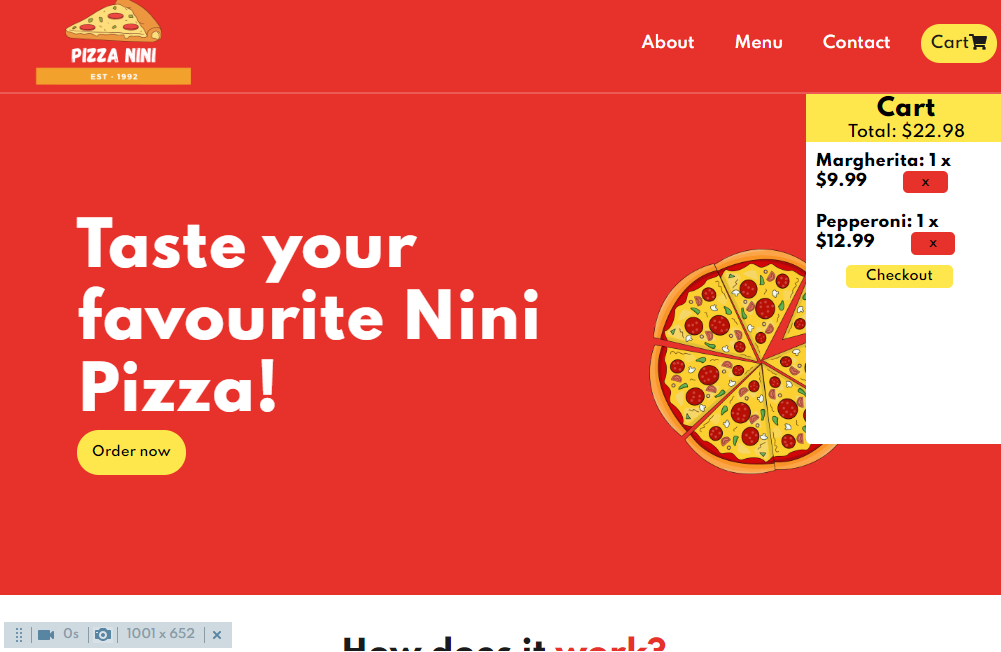 PIZZA NINI
EST - 1992
About Menu Contact Cart
Cart
Total: $22.98
Margherita: 1 x
$9.99 x
Pepperoni: 1 x
$12.99 x
Checkout
Taste your
favourite Nini
Pizza!
Order now
0s 1001 x 652 ×
How does it work?